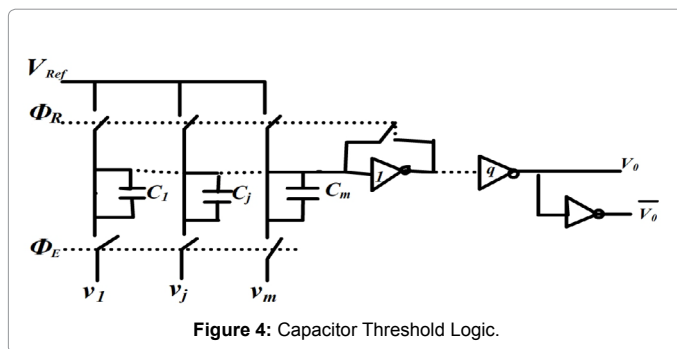 V_Ref
Φ_R
C_1
C_j
C_m
1
q
V_0
V̅_0
Φ_E
v_1
v_j
v_m
Figure 4: Capacitor Threshold Logic.